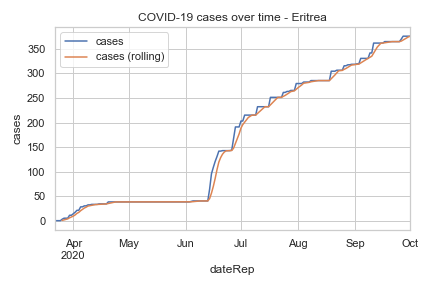 COVID-19 cases over time - Eritrea
cases
cases (rolling)
cases
350
300
250
200
150
100
50
0
Apr
2020
May
Jun
Jul
Aug
Sep
Oct
dateRep